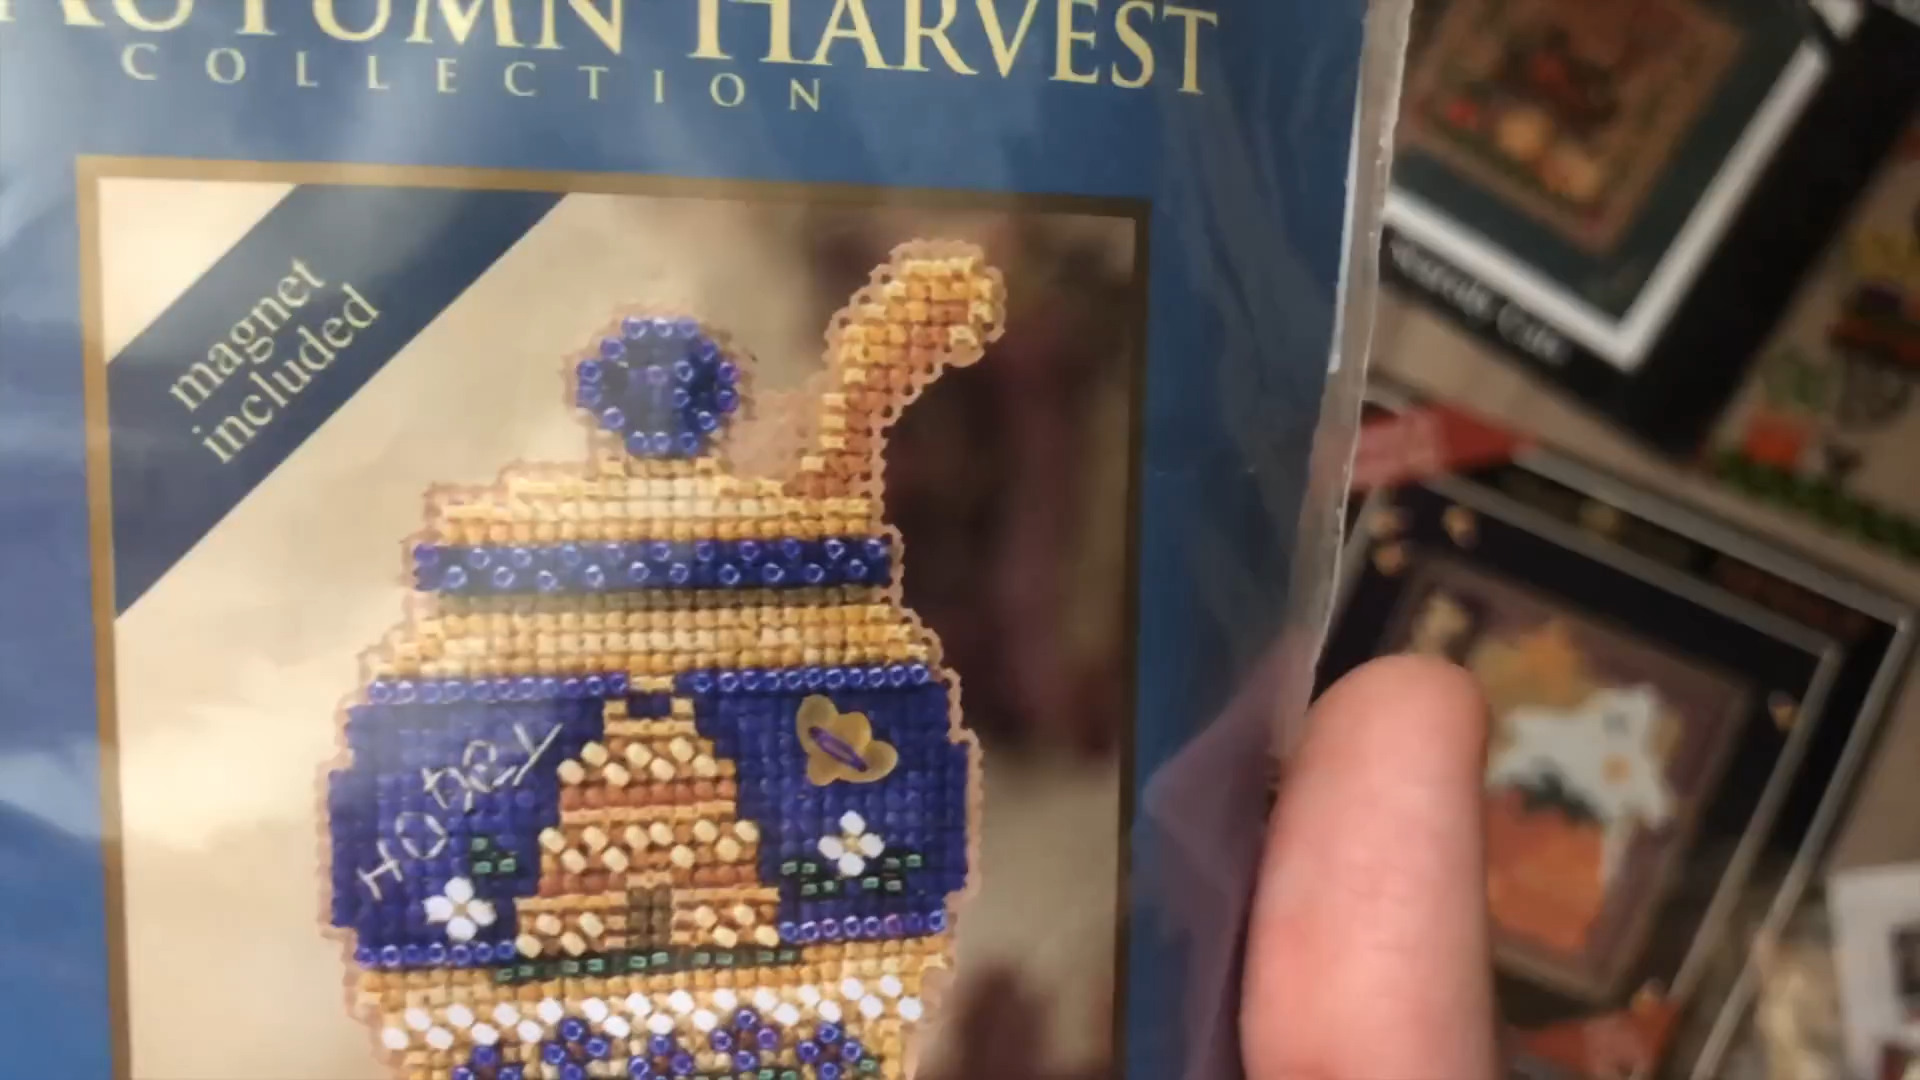 AUTUMN HARVEST
COLLECTION
magnet
included
HONEY